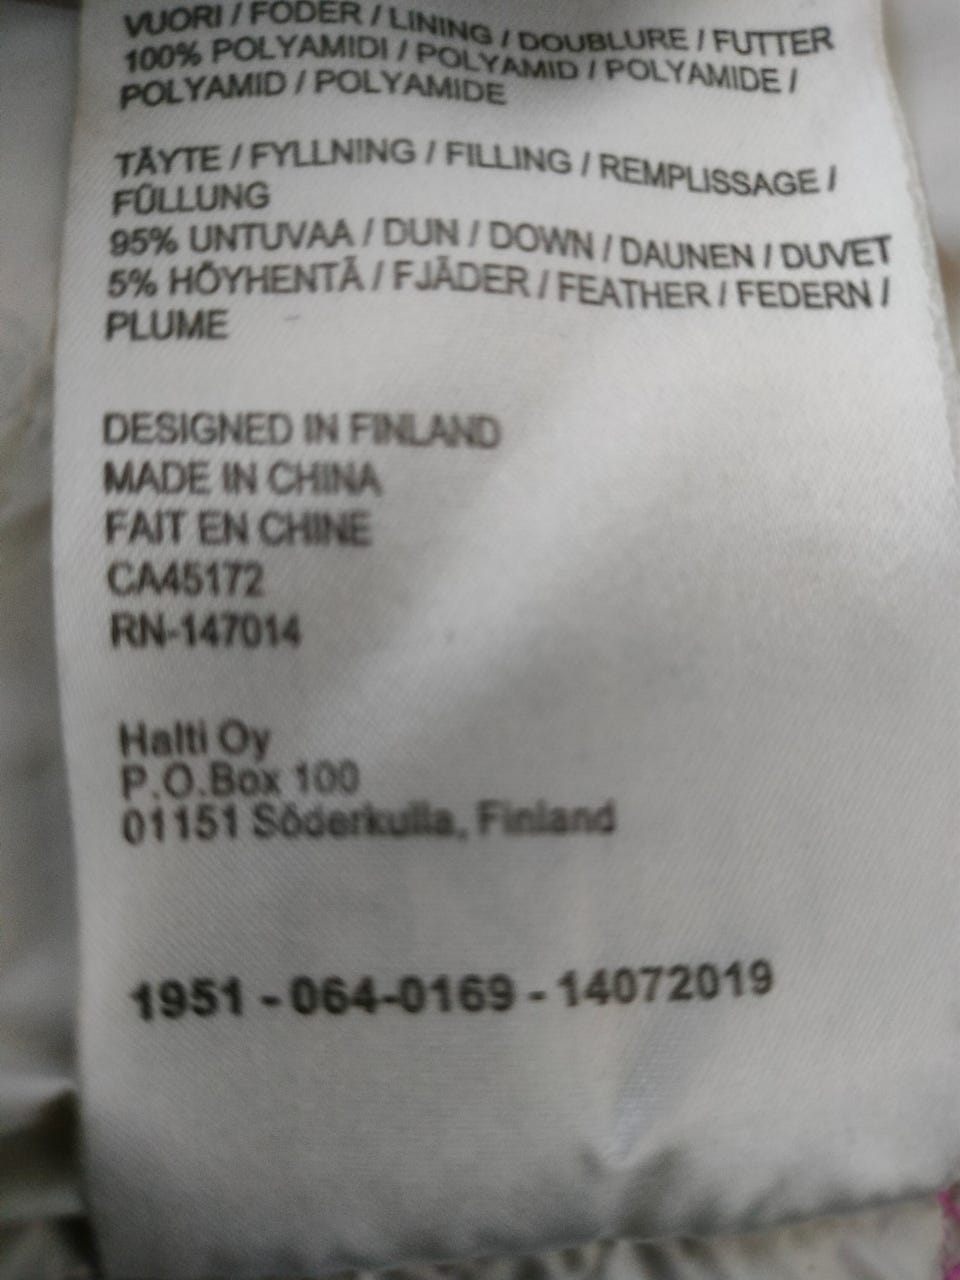 VUORI / FODER / LINING / DOUBLURE / FUTTER
100% POLYAMIDI / POLYAMID / POLYAMIDE /
POLYAMID / POLYAMIDE
TÄYTE / FYLLNING / FILLING / REMPLISSAGE /
FÜLLUNG
95% UNTUVAA / DUN / DOWN / DAUNEN / DUVET
5% HÖYHENTÄ / FJÄDER / FEATHER / FEDERN /
PLUME
DESIGNED IN FINLAND
MADE IN CHINA
FAIT EN CHINE
CA45172
RN-147014
Halti Oy
P.O.Box 100
01151 Söderkulla, Finland
1951 - 064-0169 - 14072019